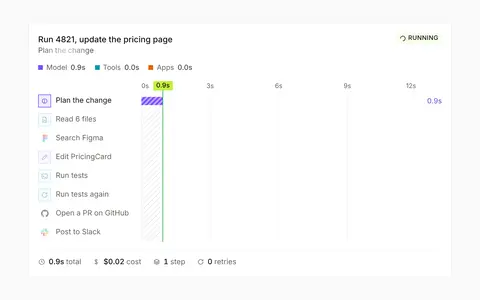 Run 4821, update the pricing page
RUNNING
Plan the change
Model 0.9s Tools 0.0s Apps 0.0s
0s 0.9s 3s 6s 9s 12s
Plan the change 0.9s
Read 6 files
Search Figma
Edit PricingCard
Run tests
Run tests again
Open a PR on GitHub
Post to Slack
0.9s total $ $0.02 cost 1 step 0 retries